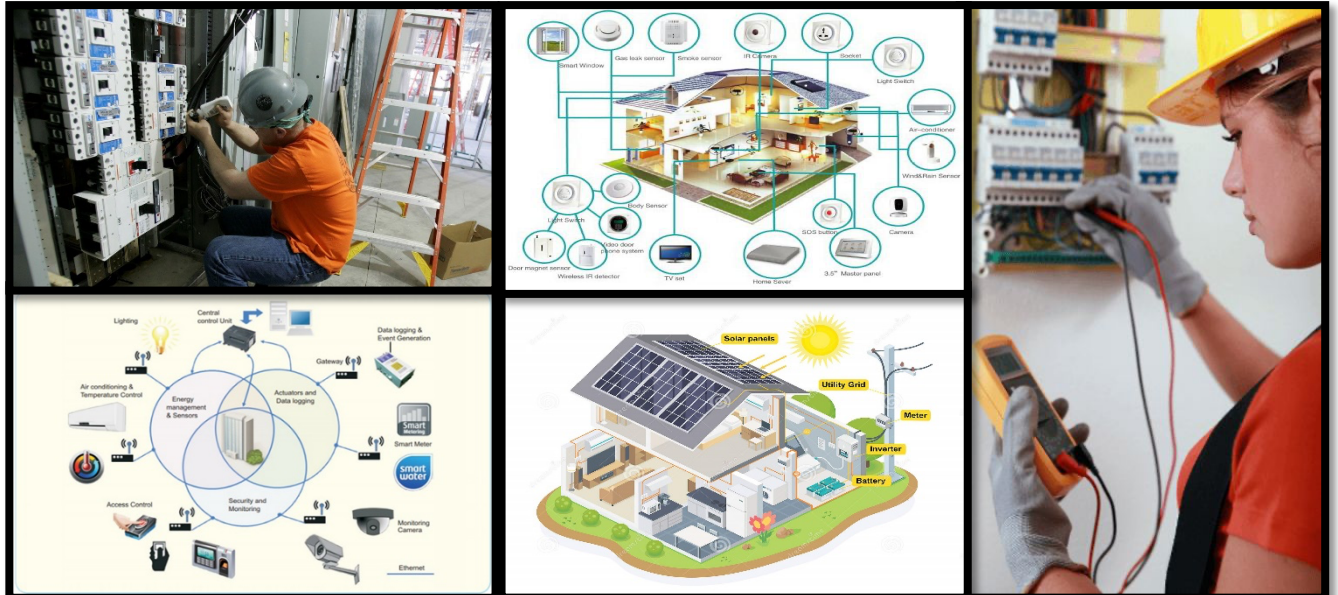 Smart Window
Gas leak sensor
Smoke sensor
IR Camera
Socket
Light Switch
Air-conditioner
Wind&Rain Sensor
Camera
SOS button
3.5" Master panel
Home Sever
TV set
Body Sensor
Light Switch
Video door
phone system
Door magnet sensor
Wireless IR detector
Central
control Unit
Lighting
Data logging &
Event Generation
Gateway
Air conditioning &
Temperature Control
Energy
management
& Sensors
Actuators and
Data logging
Smart
Metering
Smart Meter
smart
water
Security and
Monitoring
Access Control
Monitoring
Camera
Ethernet
Solar panels
Utility Grid
Meter
Inverter
Battery